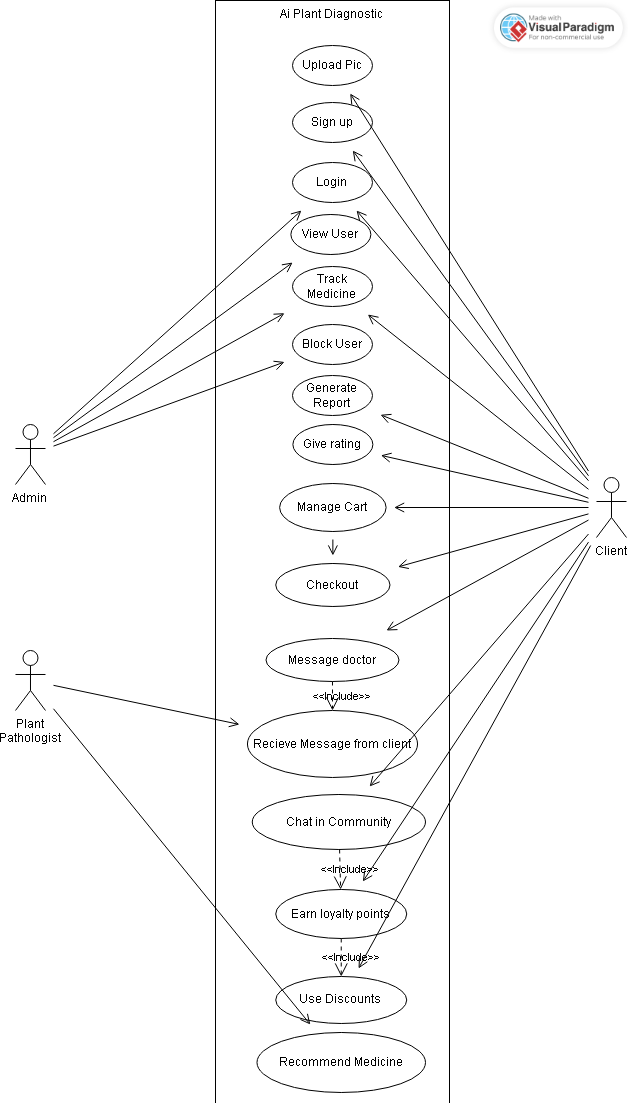 Ai Plant Diagnostic
Made with
VisualParadigm
For non-commercial use
Upload Pic
Sign up
Login
View User
Track
Medicine
Block User
Generate
Report
Give rating
Admin
Manage Cart
Client
Checkout
Message doctor
<<Include>>
Plant
Pathologist
Recieve Message from client
Chat in Community
<<Include>>
Earn loyalty points
<<Include>>
Use Discounts
Recommend Medicine